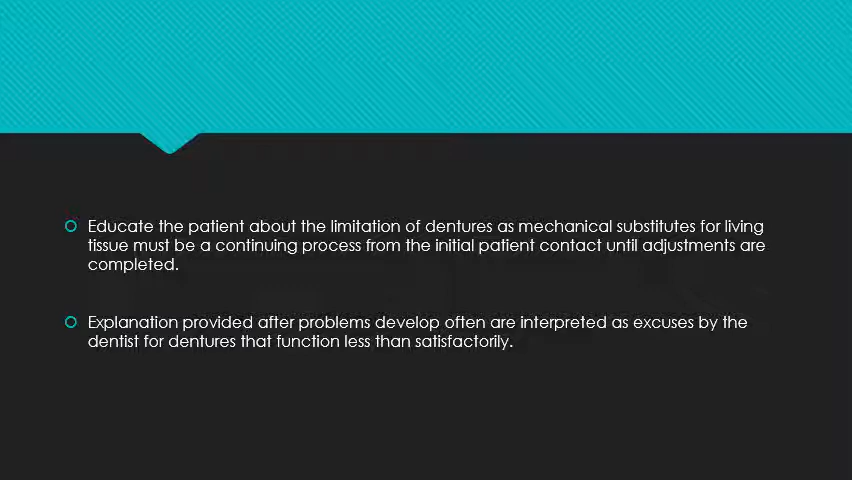 Educate the patient about the limitation of dentures as mechanical substitutes for living
tissue must be a continuing process from the initial patient contact until adjustments are
completed.
Explanation provided after problems develop often are interpreted as excuses by the
dentist for dentures that function less than satisfactorily.